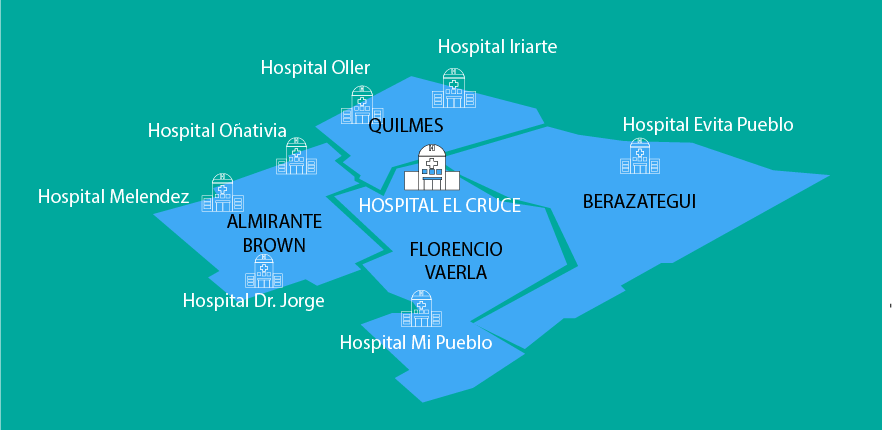 Hospital Iriarte
Hospital Oller
Hospital Oñativia
QUILMES
Hospital Evita Pueblo
Hospital Melendez
HOSPITAL EL CRUCE
BERAZATEGUI
ALMIRANTE
BROWN
FLORENCIO
VAERLA
Hospital Dr. Jorge
Hospital Mi Pueblo